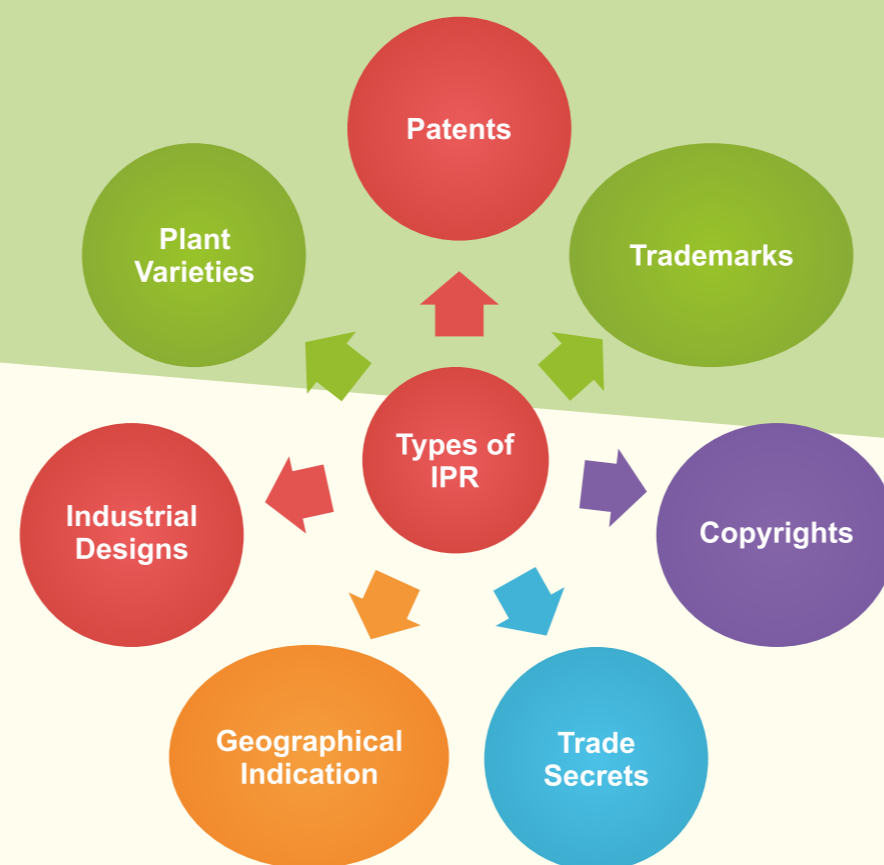 Patents
Plant
Varieties
Trademarks
Types of
IPR
Industrial
Designs
Copyrights
Geographical
Indication
Trade
Secrets